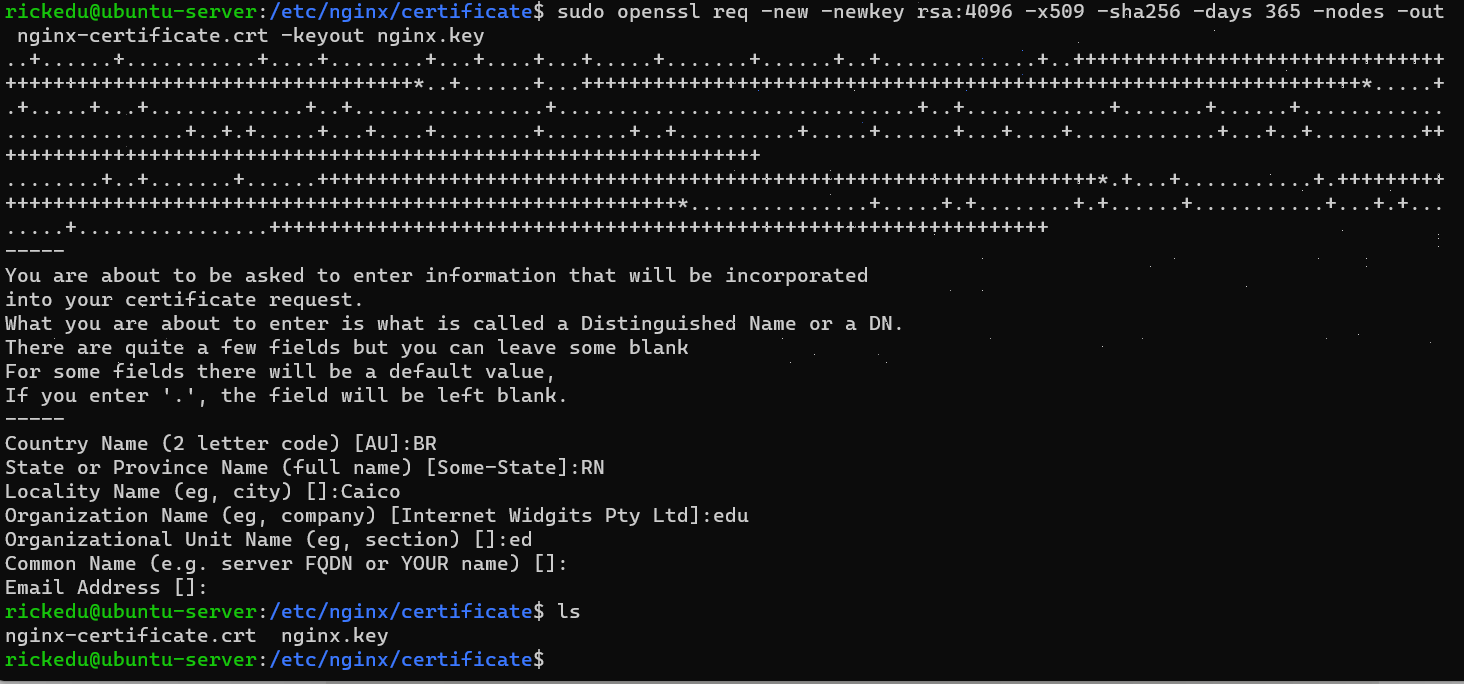 rickedu@ubuntu-server:/etc/nginx/certificate$ sudo openssl req -new -newkey rsa:4096 -x509 -sha256 -days 365 -nodes -out
nginx-certificate.crt -keyout nginx.key
-----
You are about to be asked to enter information that will be incorporated
into your certificate request.
What you are about to enter is what is called a Distinguished Name or a DN.
There are quite a few fields but you can leave some blank
For some fields there will be a default value,
If you enter '.', the field will be left blank.
-----
Country Name (2 letter code) [AU]:BR
State or Province Name (full name) [Some-State]:RN
Locality Name (eg, city) []:Caico
Organization Name (eg, company) [Internet Widgits Pty Ltd]:edu
Organizational Unit Name (eg, section) []:ed
Common Name (e.g. server FQDN or YOUR name) []:
Email Address []:
rickedu@ubuntu-server:/etc/nginx/certificate$ ls
nginx-certificate.crt  nginx.key
rickedu@ubuntu-server:/etc/nginx/certificate$